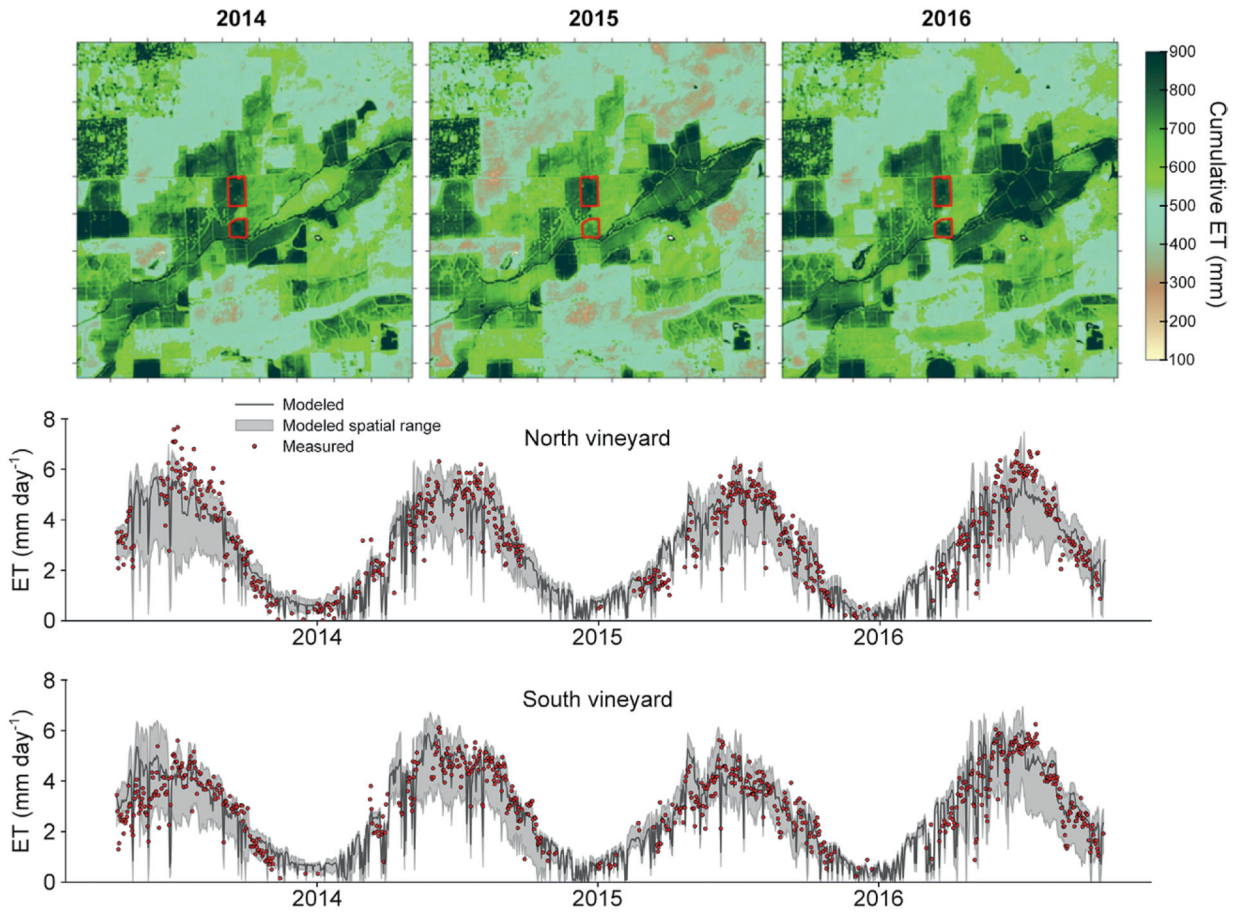 2014 2015 2016
900
800
700
600
500
400
300
200
100
Cumulative ET (mm)
Modeled
Modeled spatial range
Measured
North vineyard
8
6
4
2
0
ET (mm day-1)
2014 2015 2016
South vineyard
8
6
4
2
0
ET (mm day-1)
2014 2015 2016